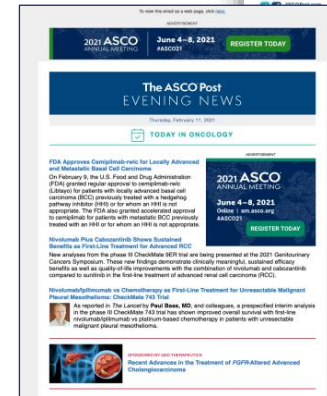 To view this email as a web page, click here.
ADVERTISEMENT
2021 ASCO
ANNUAL MEETING
June 4–8, 2021
#ASCO21
REGISTER TODAY
The ASCO Post
EVENING NEWS
Thursday, February 11, 2021
TODAY IN ONCOLOGY
FDA Approves Cemiplimab-rwlc for Locally Advanced
and Metastatic Basal Cell Carcinoma
On February 9, the U.S. Food and Drug Administration
(FDA) granted regular approval to cemiplimab-rwlc
(Libtayo) for patients with locally advanced basal cell
carcinoma (BCC) previously treated with a hedgehog
pathway inhibitor (HHI) or for whom an HHI is not
appropriate. The FDA also granted accelerated approval
to cemiplimab for patients with metastatic BCC previously
treated with an HHI or for whom an HHI is not appropriate.
ADVERTISEMENT
2021 ASCO
ANNUAL MEETING
June 4–8, 2021
Online | am.asco.org
#ASCO21
REGISTER TODAY
Nivolumab Plus Cabozantinib Shows Sustained
Benefits as First-Line Treatment for Advanced RCC
New analyses from the phase III CheckMate 9ER trial are being presented at the 2021 Genitourinary
Cancers Symposium. These new findings demonstrate clinically meaningful, sustained efficacy
benefits as well as quality-of-life improvements with the combination of nivolumab and cabozantinib
compared to sunitinib in the first-line treatment of advanced renal cell carcinoma (RCC).
Nivolumab/Ipilimumab vs Chemotherapy as First-Line Treatment for Unresectable Malignant
Pleural Mesothelioma: CheckMate 743 Trial
As reported in The Lancet by Paul Baas, MD, and colleagues, a prespecified interim analysis
in the phase III CheckMate 743 trial has shown improved overall survival with first-line
nivolumab/ipilimumab vs platinum-based chemotherapy in patients with unresectable
malignant pleural mesothelioma.
SPONSORED BY QED THERAPEUTICS
Recent Advances in the Treatment of FGFR-Altered Advanced
Cholangiocarcinoma